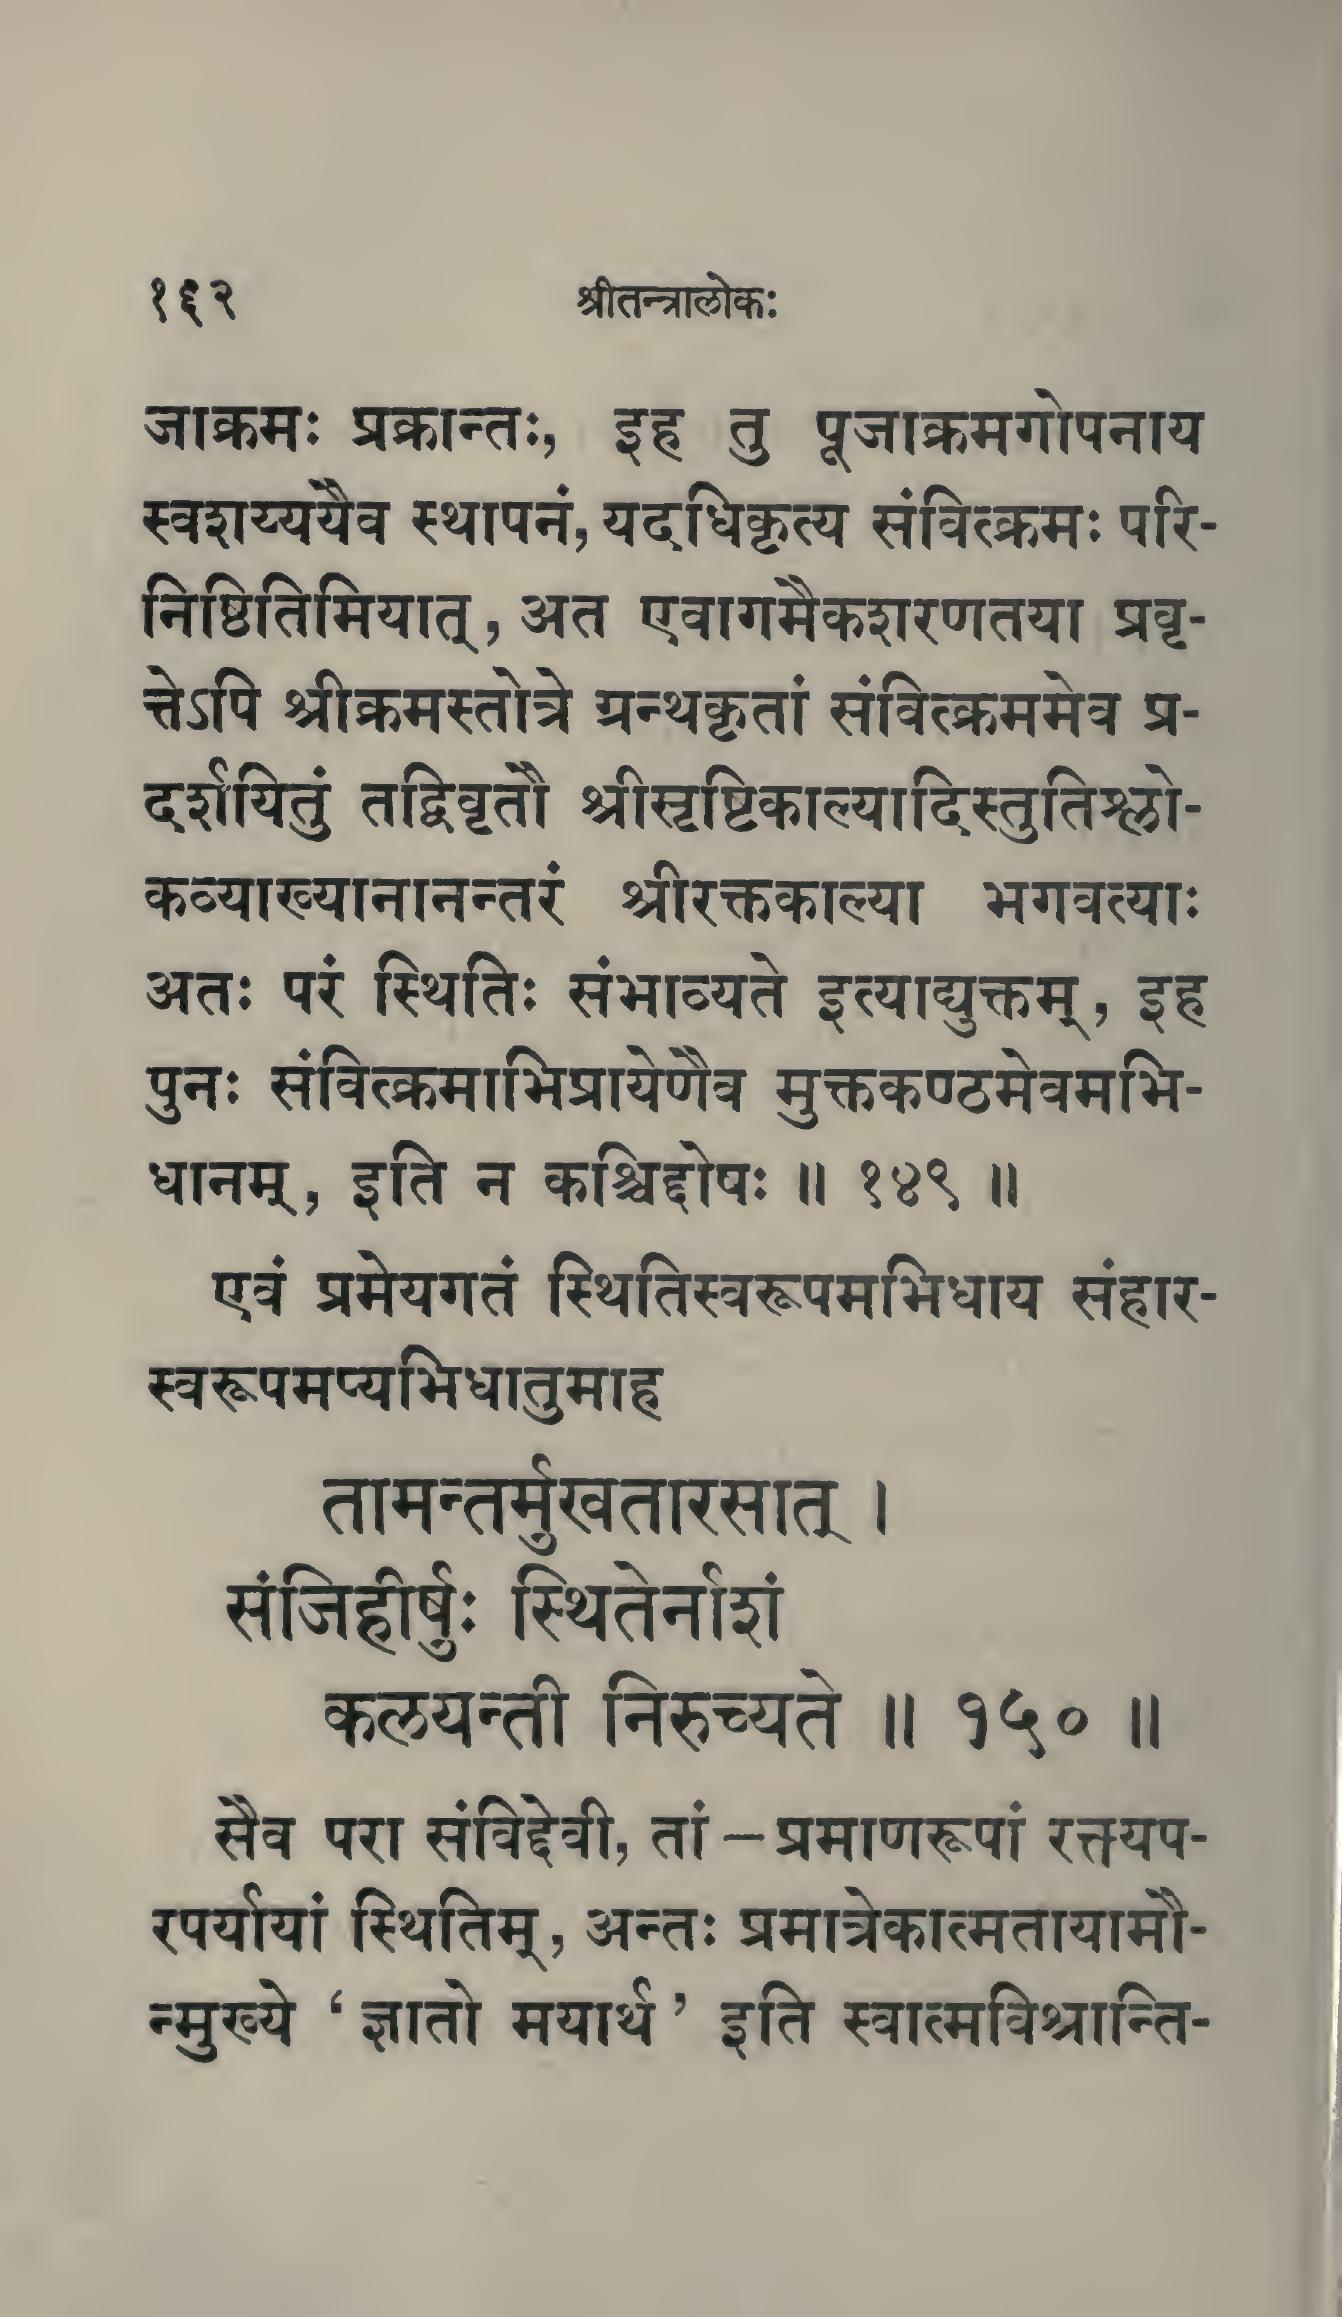 १६२ श्रीतन्त्रालोकः
जाक्रमः प्रक्रान्तः, इह तु पूजाक्रमगोपनाय
स्वशय्ययैव स्थापनं, यदधिकृत्य संवित्क्रमः परि-
निष्ठितिमियात्, अत एवागमैकशरणतया प्रवृ-
त्तेऽपि श्रीक्रमस्तोत्रे ग्रन्थकृतां संवित्क्रममेव प्र-
दर्शयितुं तद्विवृतौ श्रीसृष्टिकाल्यादिस्तुतिश्लो-
कव्याख्यानानन्तरं श्रीरक्तकाल्या भगवत्याः
अतः परं स्थितिः संभाव्यते इत्याद्युक्तम्, इह
पुनः संवित्क्रमाभिप्रायेणैव मुक्तकण्ठमेवमभि-
धानम्, इति न कश्चिद्दोषः ॥ १४९ ॥
एवं प्रमेयगतं स्थितिस्वरूपमभिधाय संहार-
स्वरूपमप्यभिधातुमाह
तामन्तर्मुखतारसात् ।
संजिहीर्षुः स्थितेर्नाशं
कलयन्ती निरुच्यते ॥ १५० ॥
सैव परा संविद्देवी, तां – प्रमाणरूपां रक्तयप-
रपर्यायां स्थितिम्, अन्तः प्रमात्रेकात्मतायामौ-
न्मुख्ये ‘ ज्ञातो मयार्थ ’ इति स्वात्मविश्रान्ति-